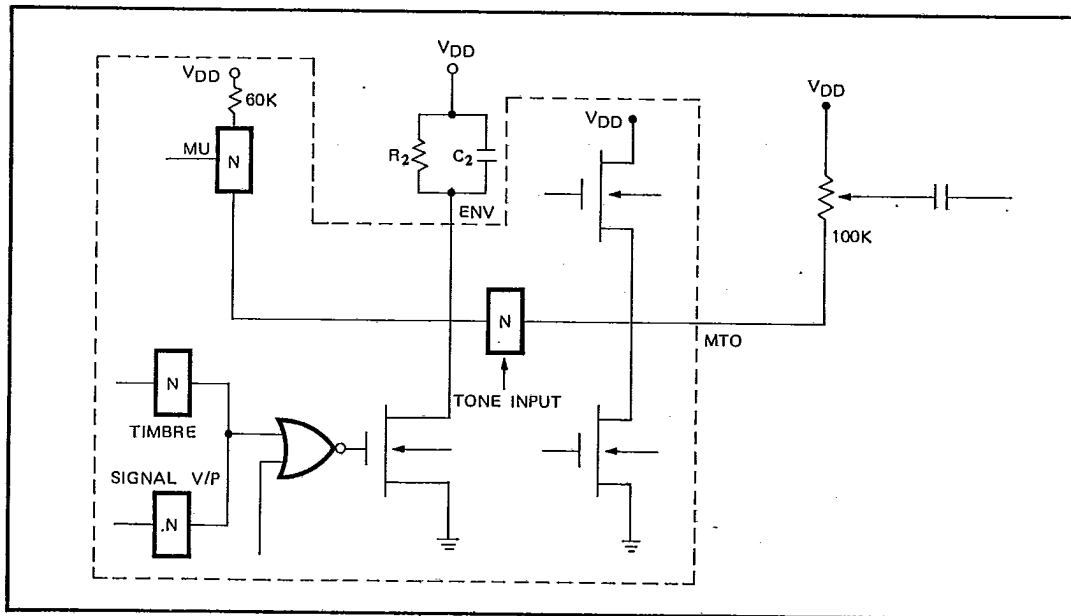 VDD
VDD
60K
VDD
VDD
MU
N
R2
C2
ENV
100K
N
MTO
TONE INPUT
N
TIMBRE
SIGNAL V/P
.N